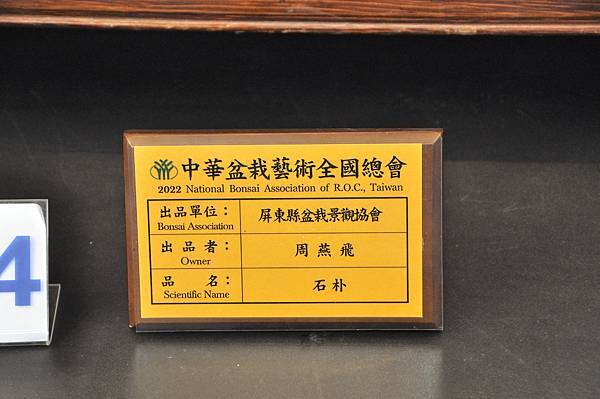 中華盆栽藝術全國總會
2022 National Bonsai Association of R.O.C., Taiwan
出品單位： 屏東縣盆栽景觀協會
Bonsai Association
出品者： 周燕飛
Owner
品名： 石朴
Scientific Name
4